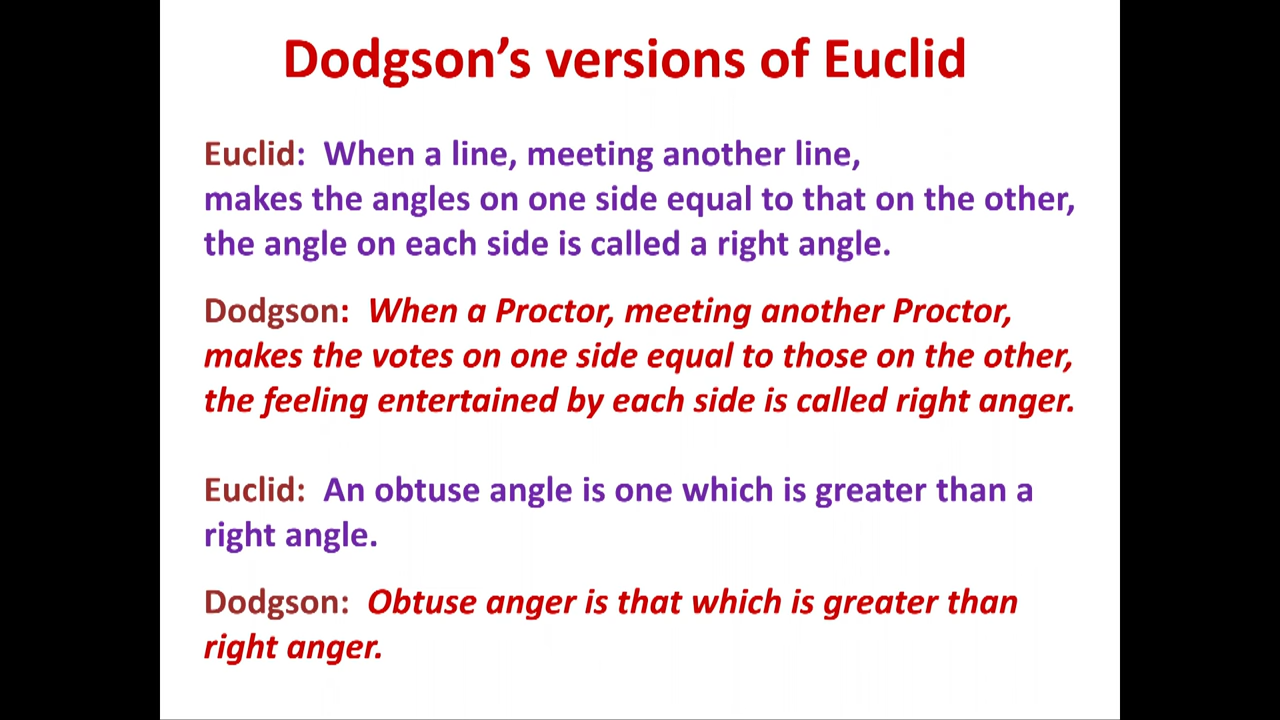 Dodgson’s versions of Euclid
Euclid: When a line, meeting another line,
makes the angles on one side equal to that on the other,
the angle on each side is called a right angle.
Dodgson: When a Proctor, meeting another Proctor,
makes the votes on one side equal to those on the other,
the feeling entertained by each side is called right anger.
Euclid: An obtuse angle is one which is greater than a
right angle.
Dodgson: Obtuse anger is that which is greater than
right anger.